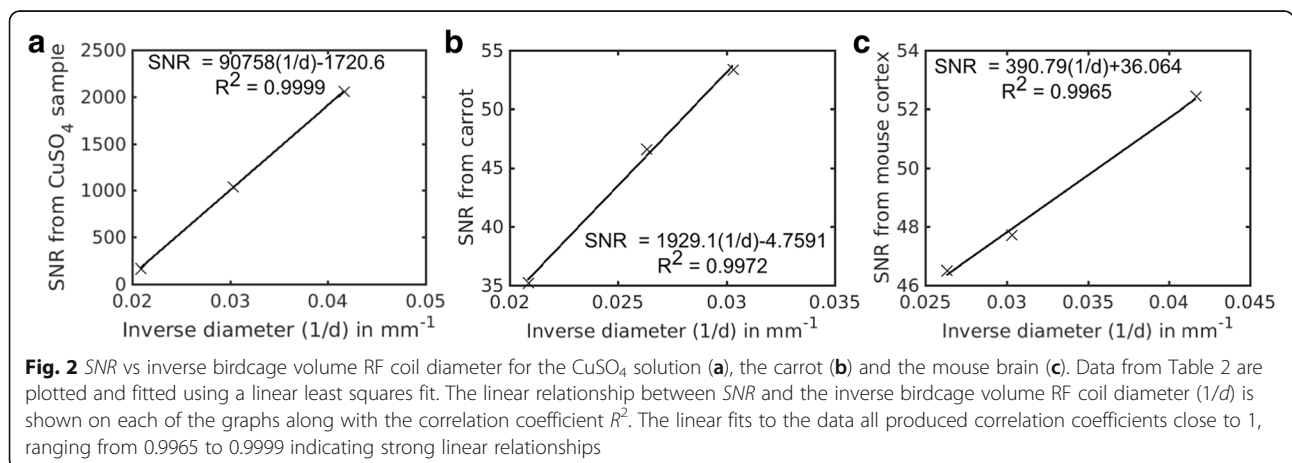 a
SNR from CuSO4 sample
2500
2000
1500
1000
500
0
SNR = 90758(1/d)-1720.6
R² = 0.9999
0.02 0.03 0.04 0.05
Inverse diameter (1/d) in mm⁻¹
b
SNR from carrot
55
50
45
40
35
SNR = 1929.1(1/d)-4.7591
R² = 0.9972
0.02 0.025 0.03 0.035
Inverse diameter (1/d) in mm⁻¹
c
SNR from mouse cortex
54
52
50
48
46
SNR = 390.79(1/d)+36.064
R² = 0.9965
0.025 0.03 0.035 0.04 0.045
Inverse diameter (1/d) in mm⁻¹
Fig. 2 SNR vs inverse birdcage volume RF coil diameter for the CuSO₄ solution (a), the carrot (b) and the mouse brain (c). Data from Table 2 are
plotted and fitted using a linear least squares fit. The linear relationship between SNR and the inverse birdcage volume RF coil diameter (1/d) is
shown on each of the graphs along with the correlation coefficient R². The linear fits to the data all produced correlation coefficients close to 1,
ranging from 0.9965 to 0.9999 indicating strong linear relationships